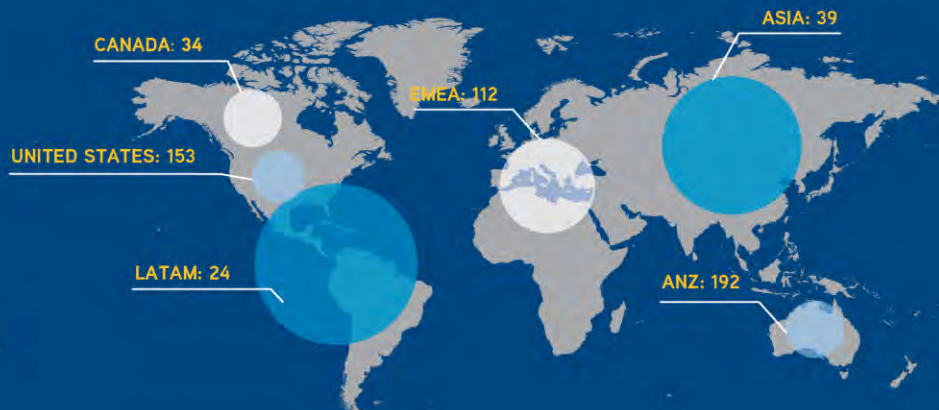 ASIA: 39
CANADA: 34
EMEA: 112
UNITED STATES: 153
LATAM: 24
ANZ: 192